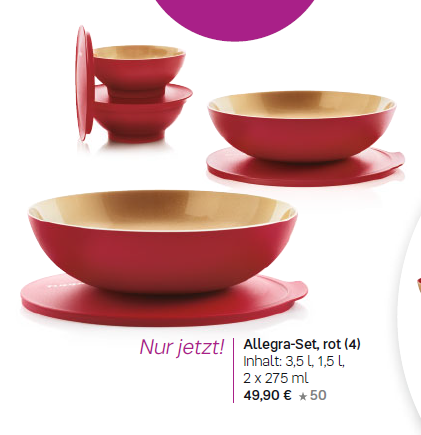 Nur jetzt!
Allegra-Set, rot (4)
Inhalt: 3,5 l, 1,5 l,
2 x 275 ml
49,90 € ★50